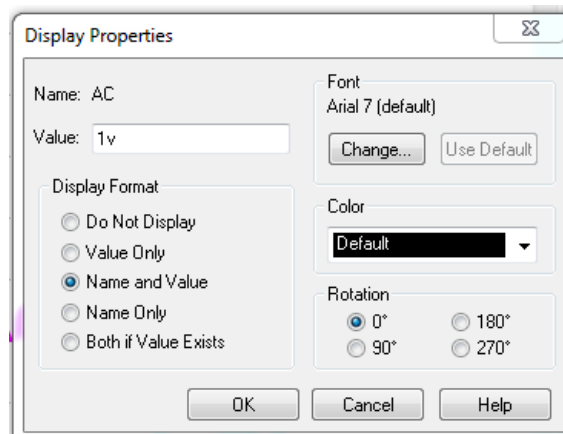 Display Properties
Name: AC
Value: 1v
Display Format
Do Not Display
Value Only
Name and Value
Name Only
Both if Value Exists
Font
Arial 7 (default)
Change... Use Default
Color
Default
Rotation
0° 180°
90° 270°
OK Cancel Help